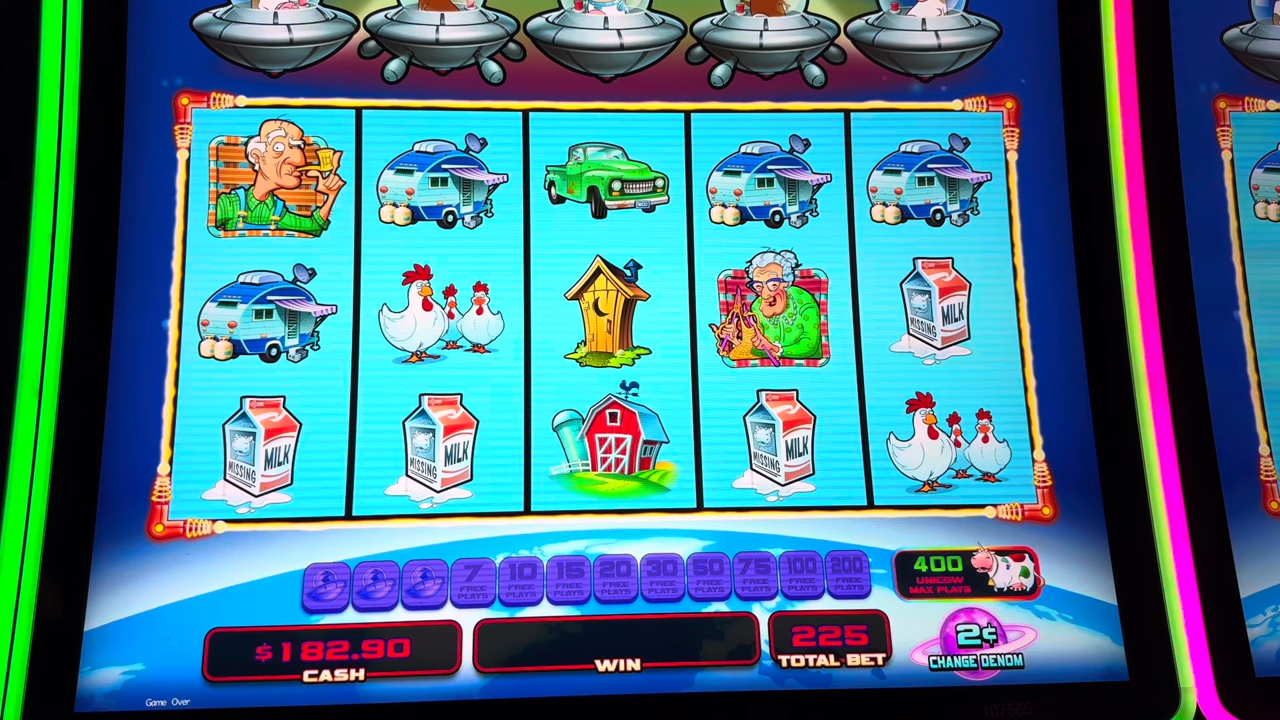 MISSING
MILK
MISSING
MILK
MISSING
MILK
MISSING
MILK
7 FREE PLAYS
10 FREE PLAYS
15 FREE PLAYS
20 FREE PLAYS
30 FREE PLAYS
50 FREE PLAYS
75 FREE PLAYS
100 FREE PLAYS
200 FREE PLAYS
400
UNICOW
MAX PLAYS
$182.90
CASH
WIN
225
TOTAL BET
2¢
CHANGE DENOM
Game Over